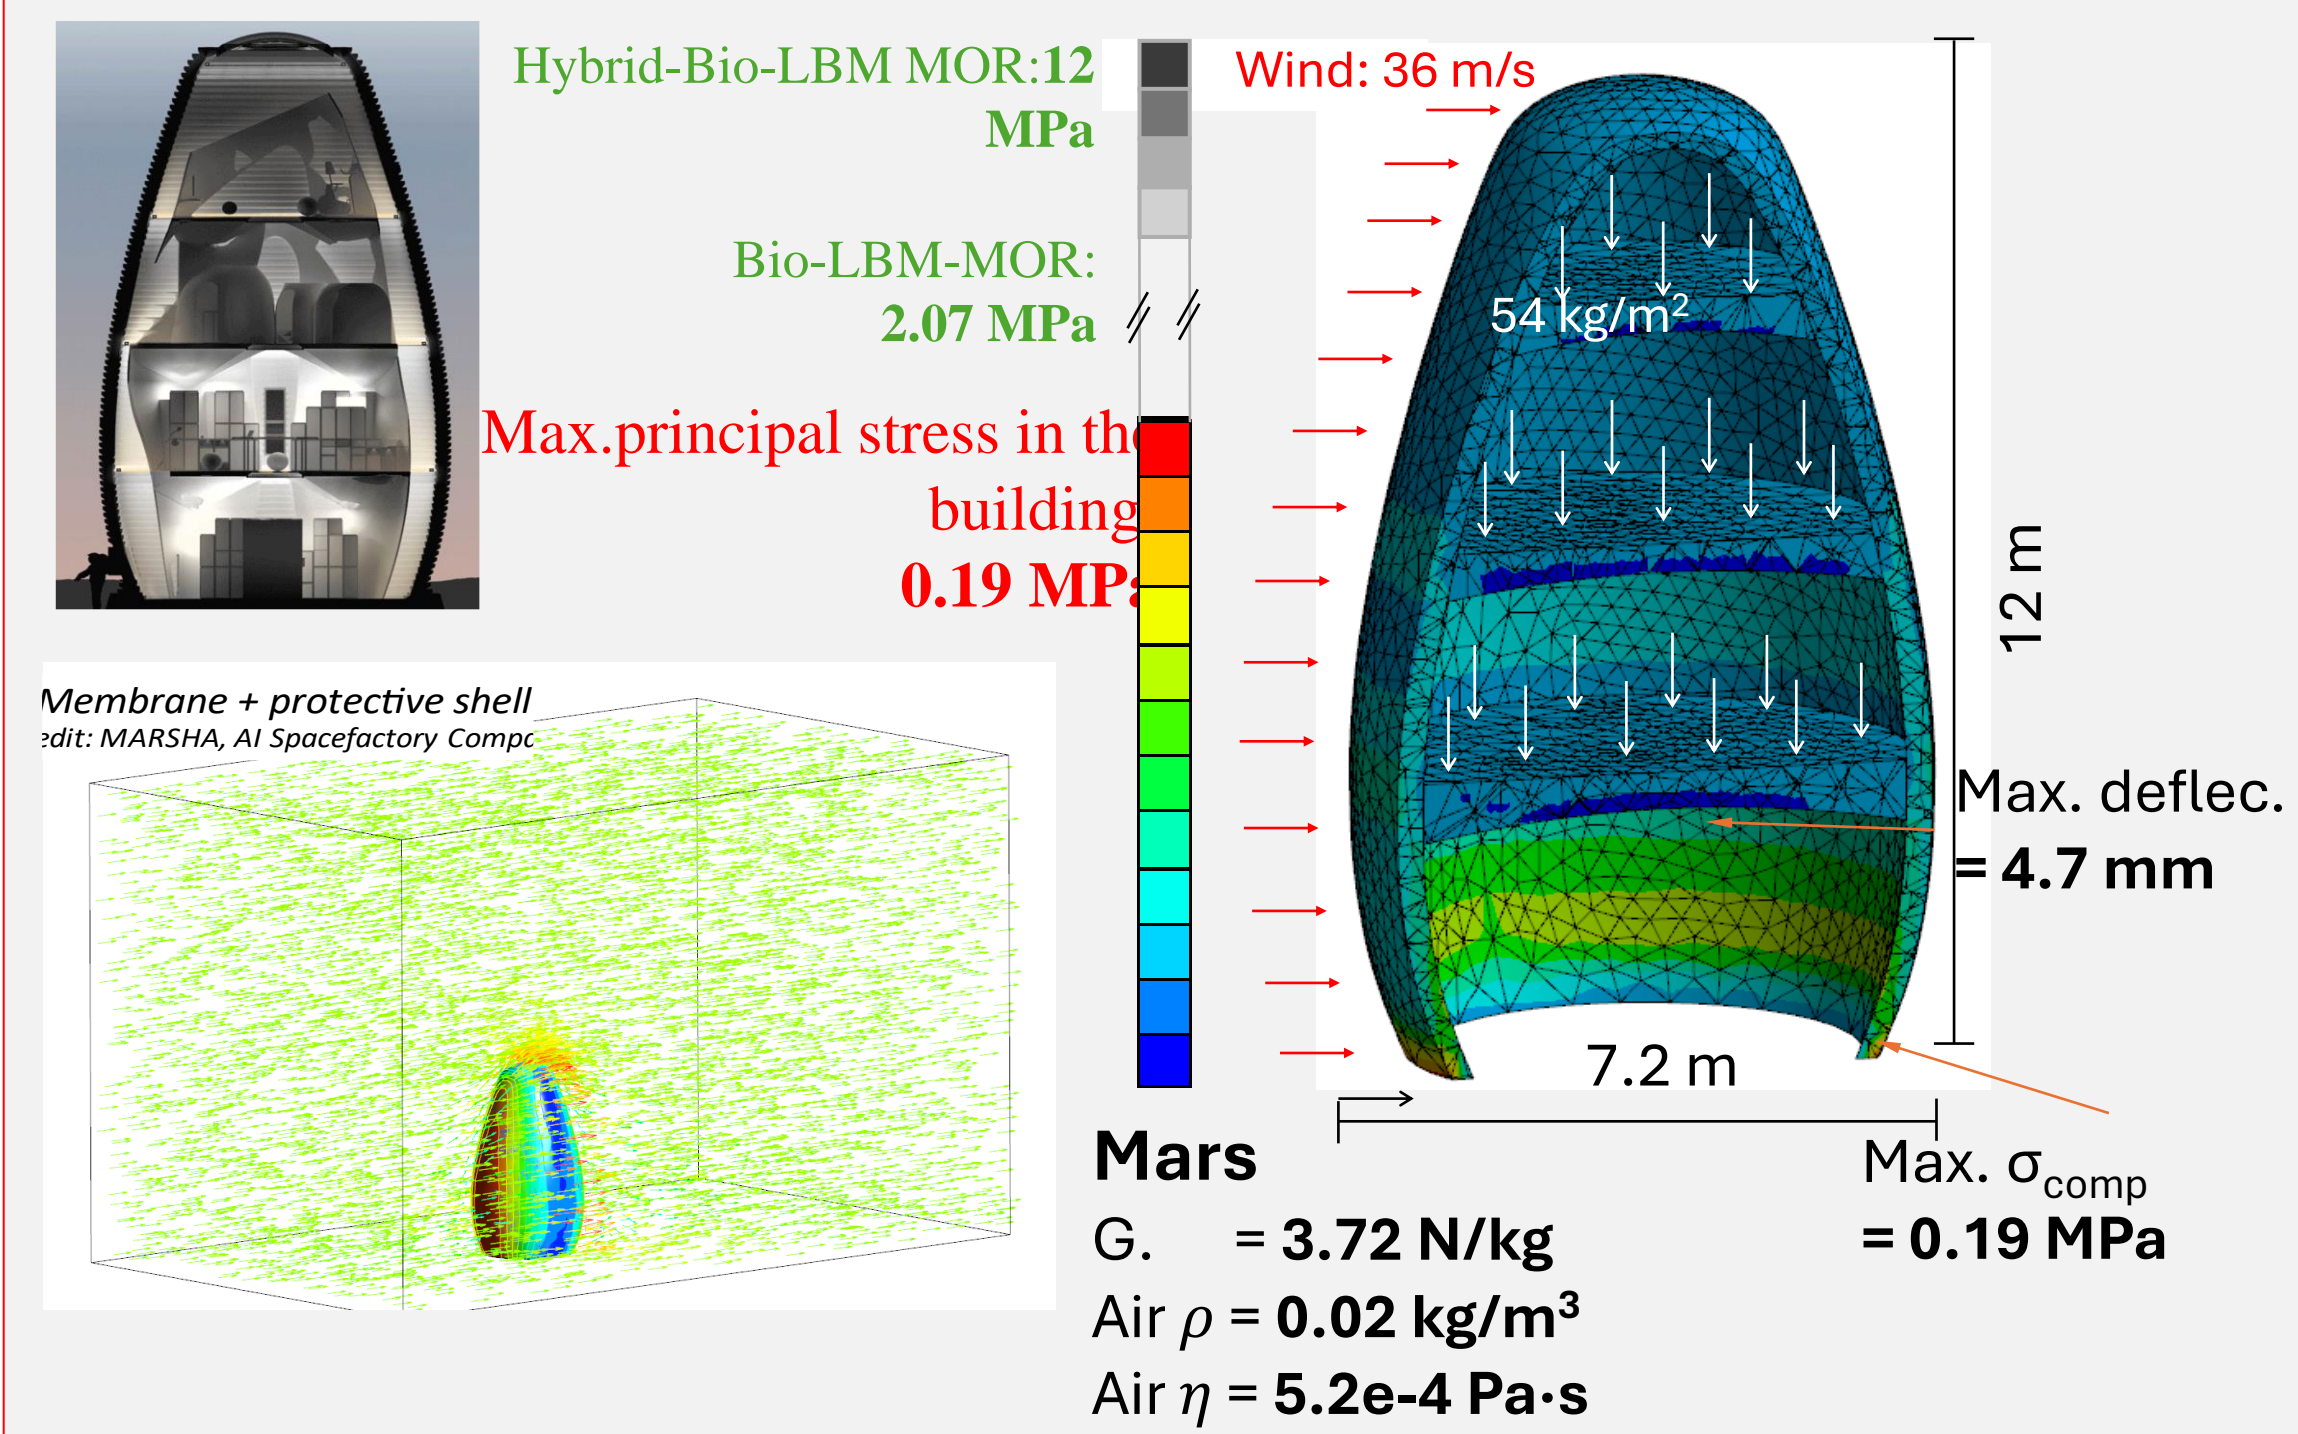 Hybrid-Bio-LBM MOR:12
MPa
Bio-LBM-MOR:
2.07 MPa
Max.principal stress in the
building
0.19 MPa
Wind: 36 m/s
54 kg/m²
12 m
Max. deflec.
= 4.7 mm
7.2 m
Max. σcomp
= 0.19 MPa
Membrane + protective shell
edit: MARSHA, AI Spacefactory Compo
Mars
G. = 3.72 N/kg
Air ρ = 0.02 kg/m³
Air η = 5.2e-4 Pa·s